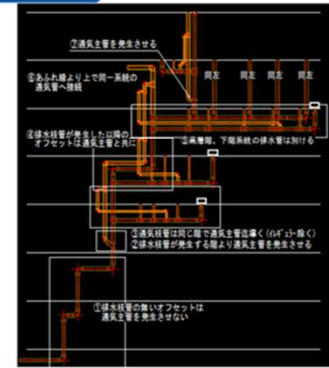 ⑦通気主管を発生させる
同左 同左 同左 同左
⑥あふれ縁より上で同一系統の
通気管へ接続
⑤高層階、下階系統の排水管は別ける
④排水枝管が発生した以降の
オフセットは通気主管と共に
③通気枝管は同じ階で通気主管迄導く(ｲﾚｷﾞｭﾗｰ除く)
②排水枝管が発生する階より通気主管を発生させる
①排水枝管の無いオフセットは
通気主管を発生させない